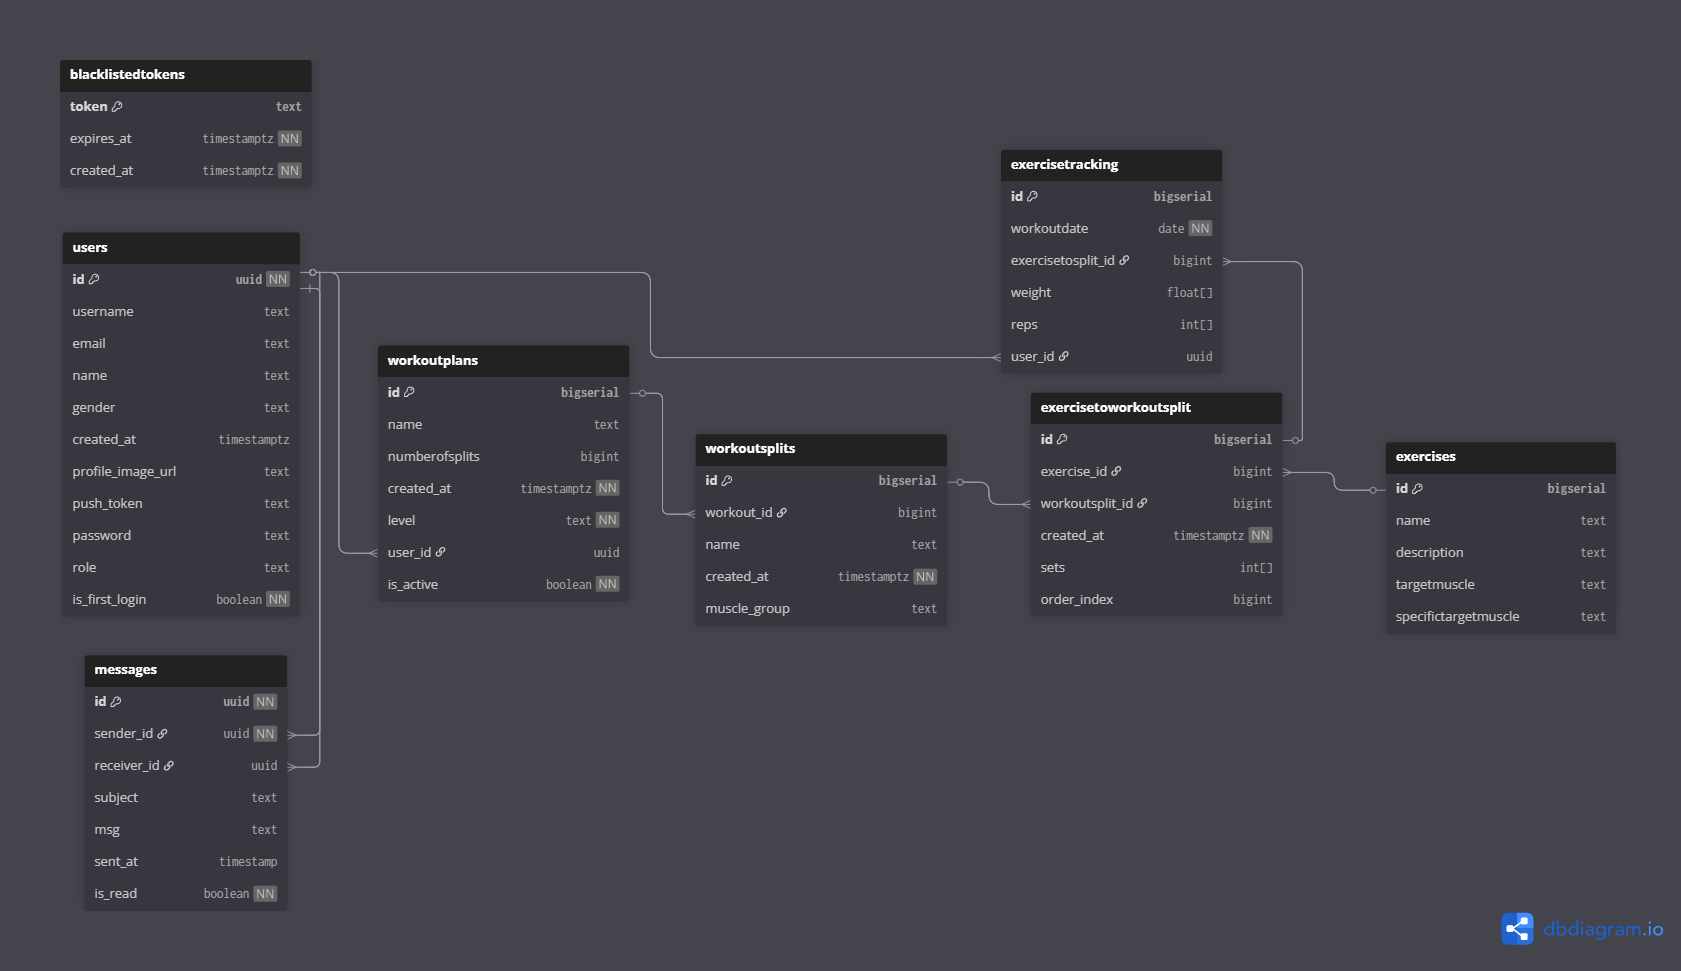 blacklistedtokens
token text
expires_at timestamptz NN
created_at timestamptz NN
users
id uuid NN
username text
email text
name text
gender text
created_at timestamptz
profile_image_url text
push_token text
password text
role text
is_first_login boolean NN
messages
id uuid NN
sender_id uuid NN
receiver_id uuid
subject text
msg text
sent_at timestamp
is_read boolean NN
workoutplans
id bigserial
name text
numberofsplits bigint
created_at timestamptz NN
level text NN
user_id uuid
is_active boolean NN
workoutsplits
id bigserial
workout_id bigint
name text
created_at timestamptz NN
muscle_group text
exercisetracking
id bigserial
workoutdate date NN
exercisetosplit_id bigint
weight float[]
reps int[]
user_id uuid
exercisetoworkoutsplit
id bigserial
exercise_id bigint
workoutsplit_id bigint
created_at timestamptz NN
sets int[]
order_index bigint
exercises
id bigserial
name text
description text
targetmuscle text
specifictargetmuscle text
dbdiagram.io